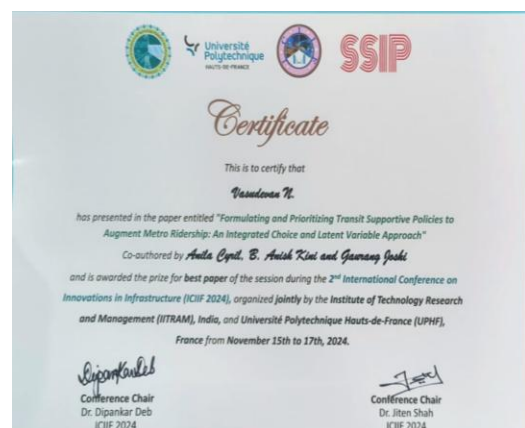 Université
Polytechnique
HAUTS-DE-FRANCE
SSIP
Certificate
This is to certify that
Vasudevan N.
has presented in the paper entitled "Formulating and Prioritizing Transit Supportive Policies to
Augment Metro Ridership: An Integrated Choice and Latent Variable Approach"
Co-authored by Anila Cyril, B. Anish Kini and Gaurang Joshi
and is awarded the prize for best paper of the session during the 2nd International Conference on
Innovations in Infrastructure (ICIIF 2024), organized jointly by the Institute of Technology Research
and Management (IITRAM), India, and Université Polytechnique Hauts-de-France (UPHF),
France from November 15th to 17th, 2024.
DipankarDeb
Conference Chair
Dr. Dipankar Deb
ICIIF 2024
Conference Chair
Dr. Jiten Shah
ICIIF 2024